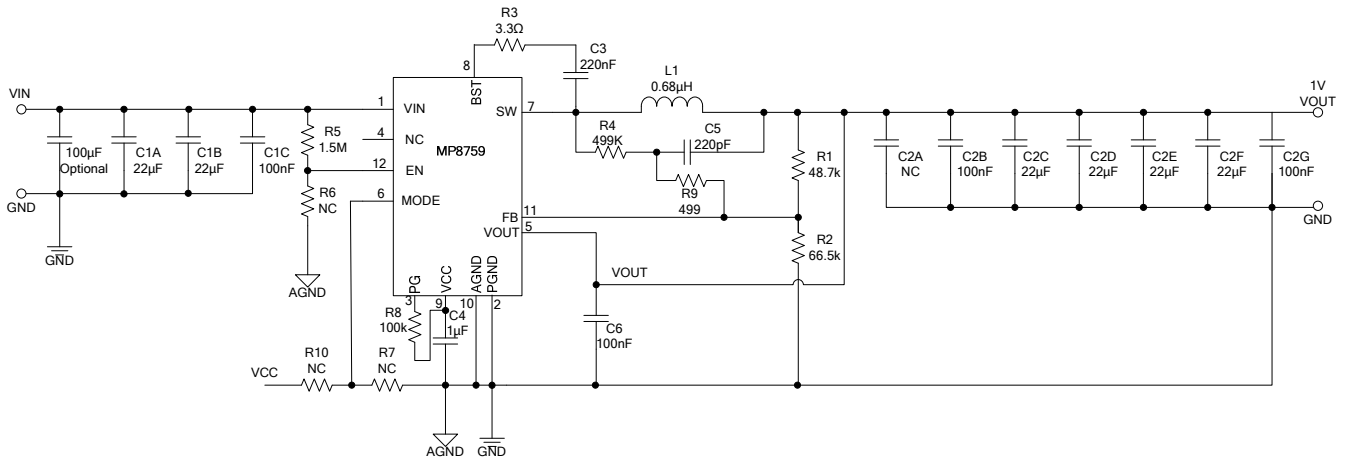 R3
3.3Ω
C3
220nF
8
BST
L1
0.68µH
1V
VOUT
VIN
1
VIN
SW
7
NC
4
MP8759
R5
1.5M
12
EN
R4
499K
C5
220pF
100µF
Optional
C1A
22µF
C1B
22µF
C1C
100nF
R6
NC
6
MODE
R9
499
R1
48.7k
C2A
NC
C2B
100nF
C2C
22µF
C2D
22µF
C2E
22µF
C2F
22µF
C2G
100nF
GND
GND
FB
11
VOUT
5
R2
66.5k
GND
AGND
PG
VCC
AGND
PGND
3
9
10
2
VOUT
R8
100k
C4
1µF
C6
100nF
VCC
R10
NC
R7
NC
AGND
GND